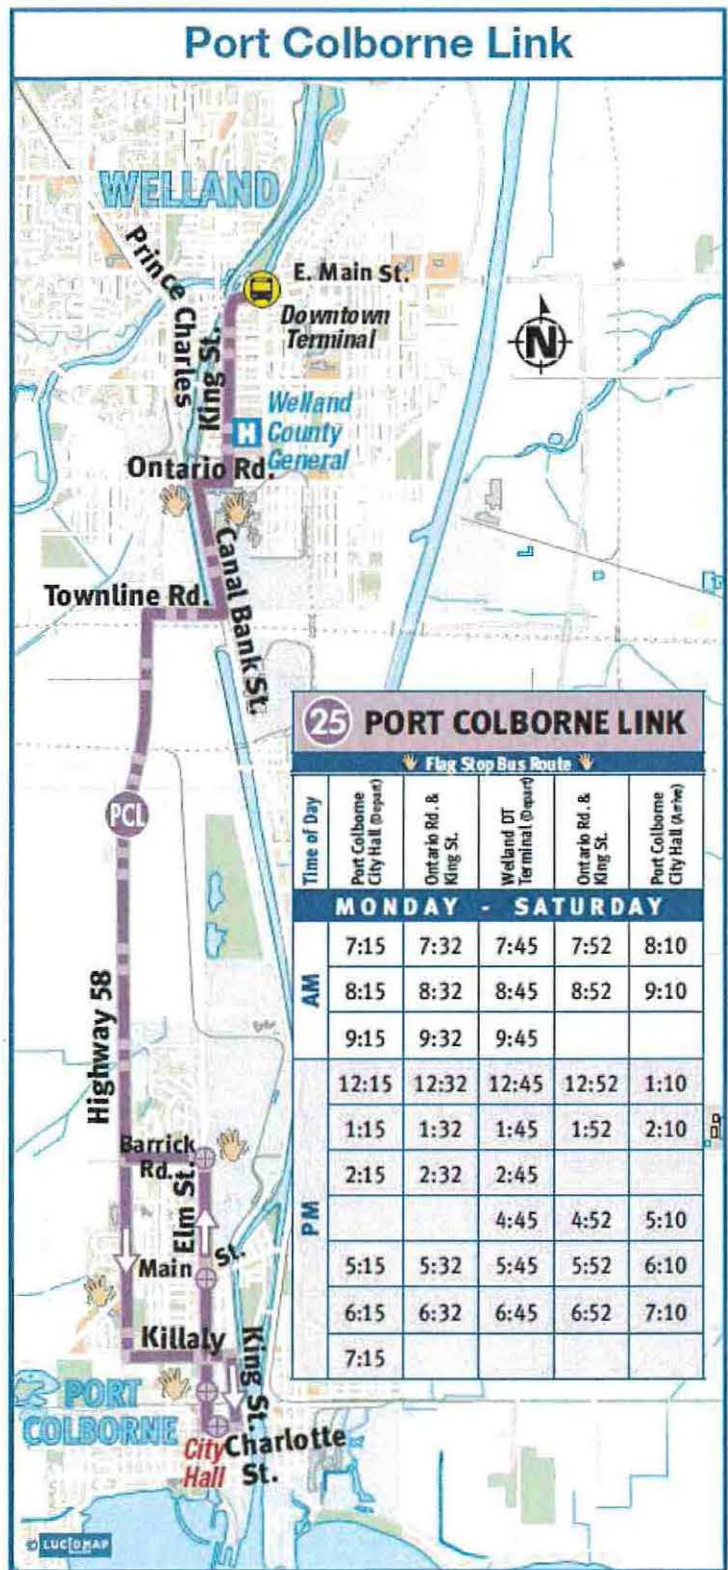 Port Colborne Link
WELLAND
Prince Charles
E. Main St.
Downtown
Terminal
King St.
N
H
Welland
County
General
Ontario Rd.
Canal Bank St.
Townline Rd.
PCL
Highway 58
Barrick
Rd.
Elm St.
Main St.
Killaly
King St.
PORT
COLBORNE
City
Hall
Charlotte
St.
© LUCIDMAP
25 PORT COLBORNE LINK
Flag Stop Bus Route
Time of Day
Port Colborne
City Hall (Depart)
Ontario Rd. &
King St.
Welland DT
Terminal (Depart)
Ontario Rd. &
King St.
Port Colborne
City Hall (Arrive)
MONDAY - SATURDAY
AM
7:15 7:32 7:45 7:52 8:10
8:15 8:32 8:45 8:52 9:10
9:15 9:32 9:45
PM
12:15 12:32 12:45 12:52 1:10
1:15 1:32 1:45 1:52 2:10
2:15 2:32 2:45
4:45 4:52 5:10
5:15 5:32 5:45 5:52 6:10
6:15 6:32 6:45 6:52 7:10
7:15